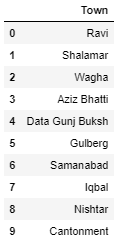 Town
0 Ravi
1 Shalamar
2 Wagha
3 Aziz Bhatti
4 Data Gunj Buksh
5 Gulberg
6 Samanabad
7 Iqbal
8 Nishtar
9 Cantonment